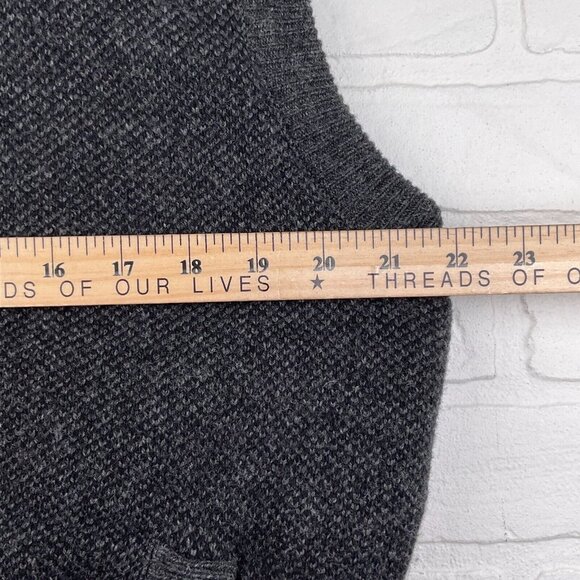 16 17 18 19 20 21 22 23
DS OF OUR LIVES ★ THREADS OF O